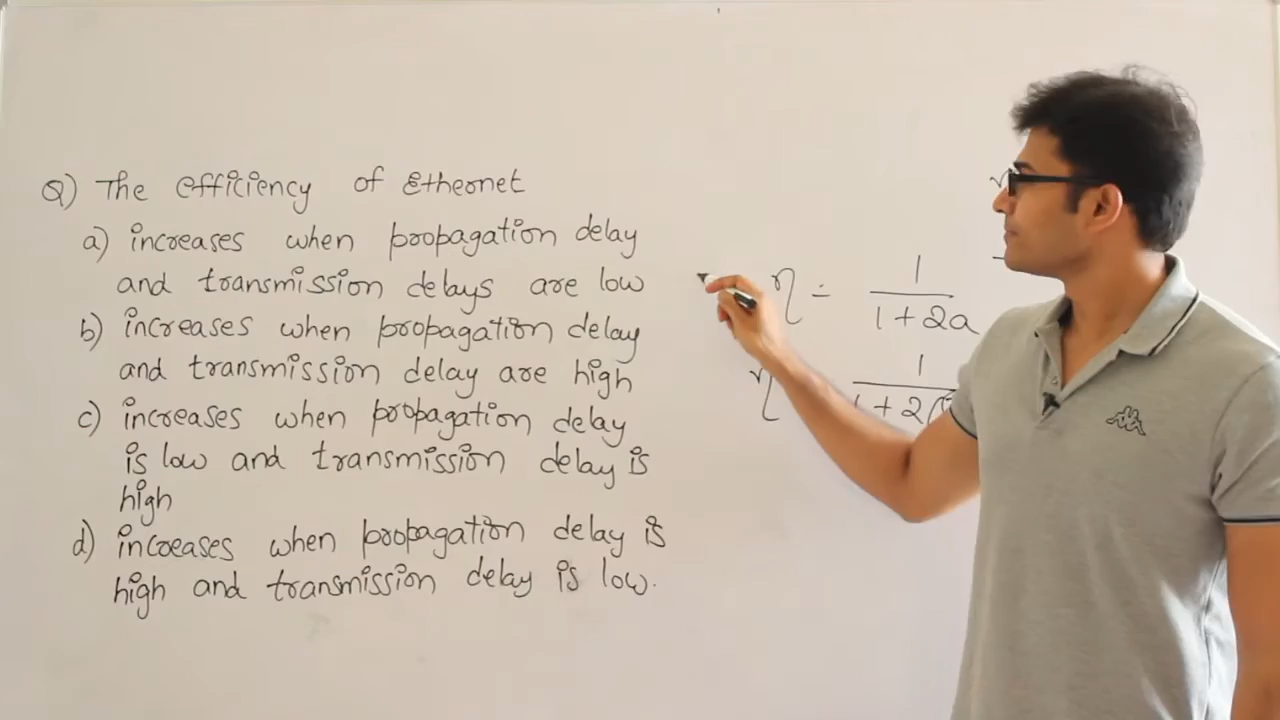 Q) The efficiency of Ethernet
a) increases when propagation delay
and transmission delays are low
b) increases when propagation delay
and transmission delay are high
c) increases when propagation delay
is low and transmission delay is
high
d) increases when propagation delay is
high and transmission delay is low.
η = 1
1+2a
η 1
1+2(